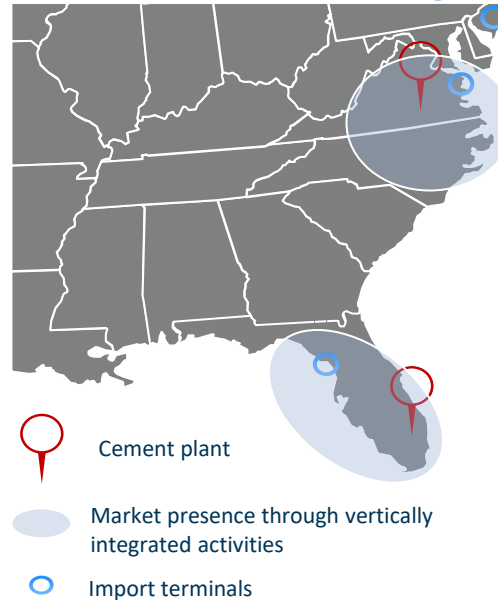 Cement plant
Market presence through vertically
integrated activities
Import terminals